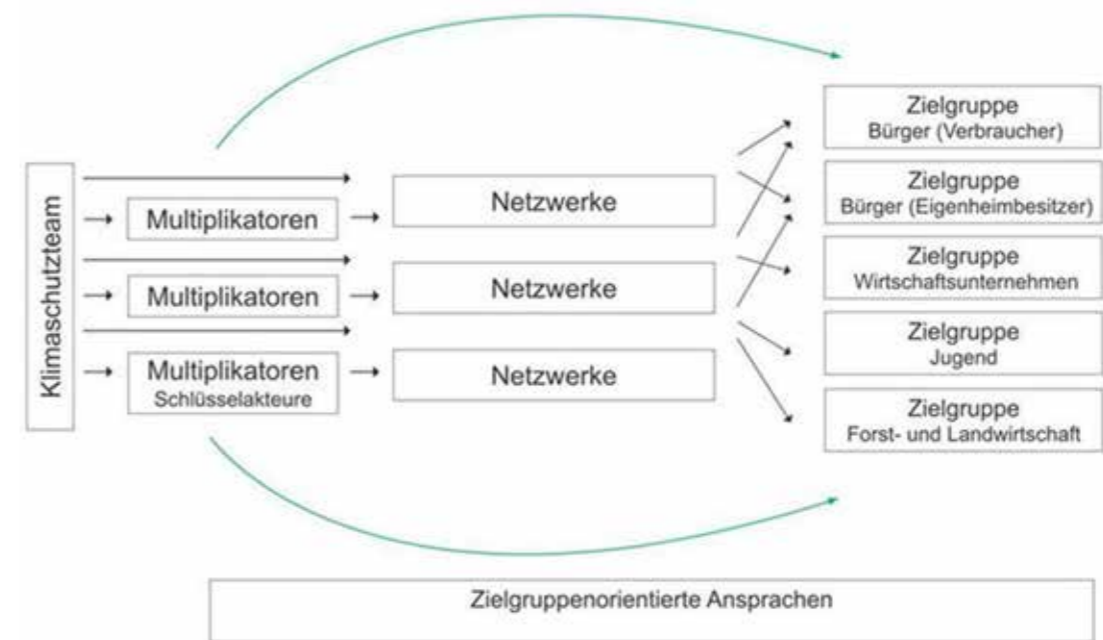 Klimaschutzteam
Multiplikatoren
Multiplikatoren
Multiplikatoren
Schlüsselakteure
Netzwerke
Netzwerke
Netzwerke
Zielgruppe
Bürger (Verbraucher)
Zielgruppe
Bürger (Eigenheimbesitzer)
Zielgruppe
Wirtschaftsunternehmen
Zielgruppe
Jugend
Zielgruppe
Forst- und Landwirtschaft
Zielgruppenorientierte Ansprachen